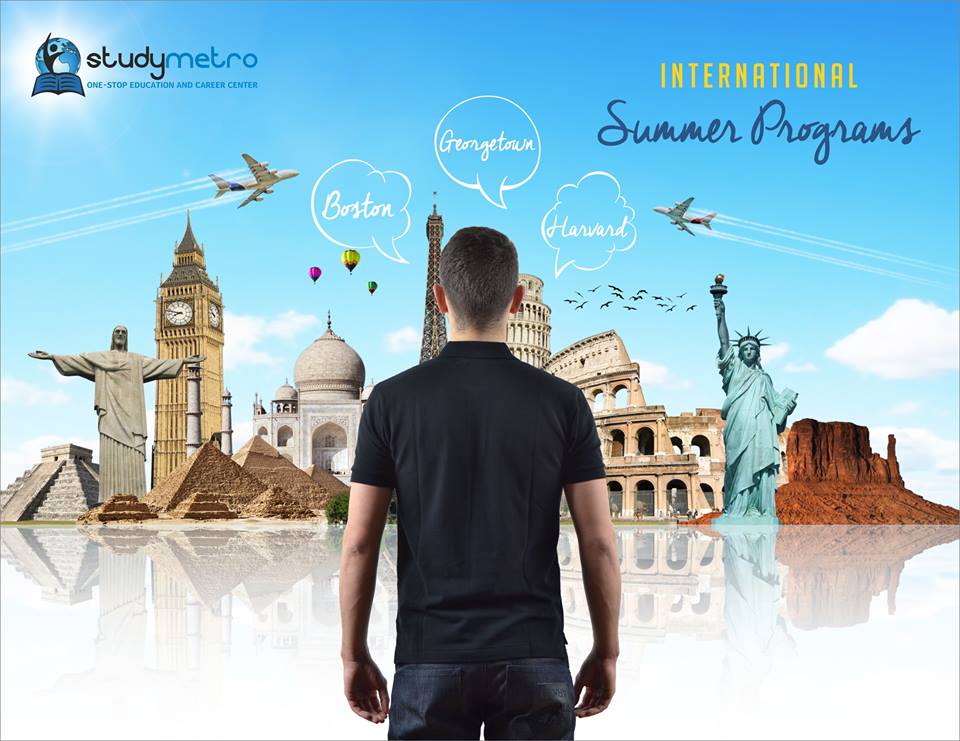 studymetro
ONE-STOP EDUCATION AND CAREER CENTER
INTERNATIONAL
Summer Programs
Georgetown
Boston
Harvard